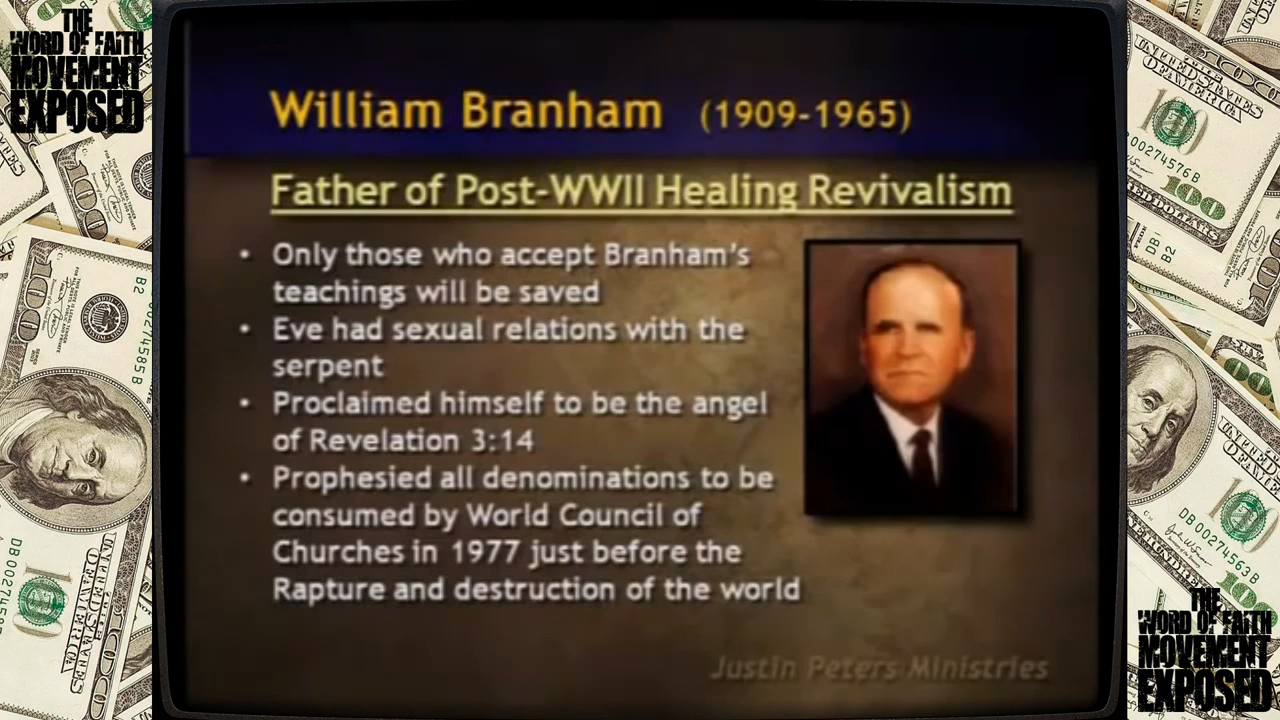 THE
WORD OF FAITH
MOVEMENT
EXPOSED
William Branham (1909-1965)
Father of Post-WWII Healing Revivalism
• Only those who accept Branham's
teachings will be saved
• Eve had sexual relations with the
serpent
• Proclaimed himself to be the angel
of Revelation 3:14
• Prophesied all denominations to be
consumed by World Council of
Churches in 1977 just before the
Rapture and destruction of the world
Justin Peters Ministries
THE
WORD OF FAITH
MOVEMENT
EXPOSED